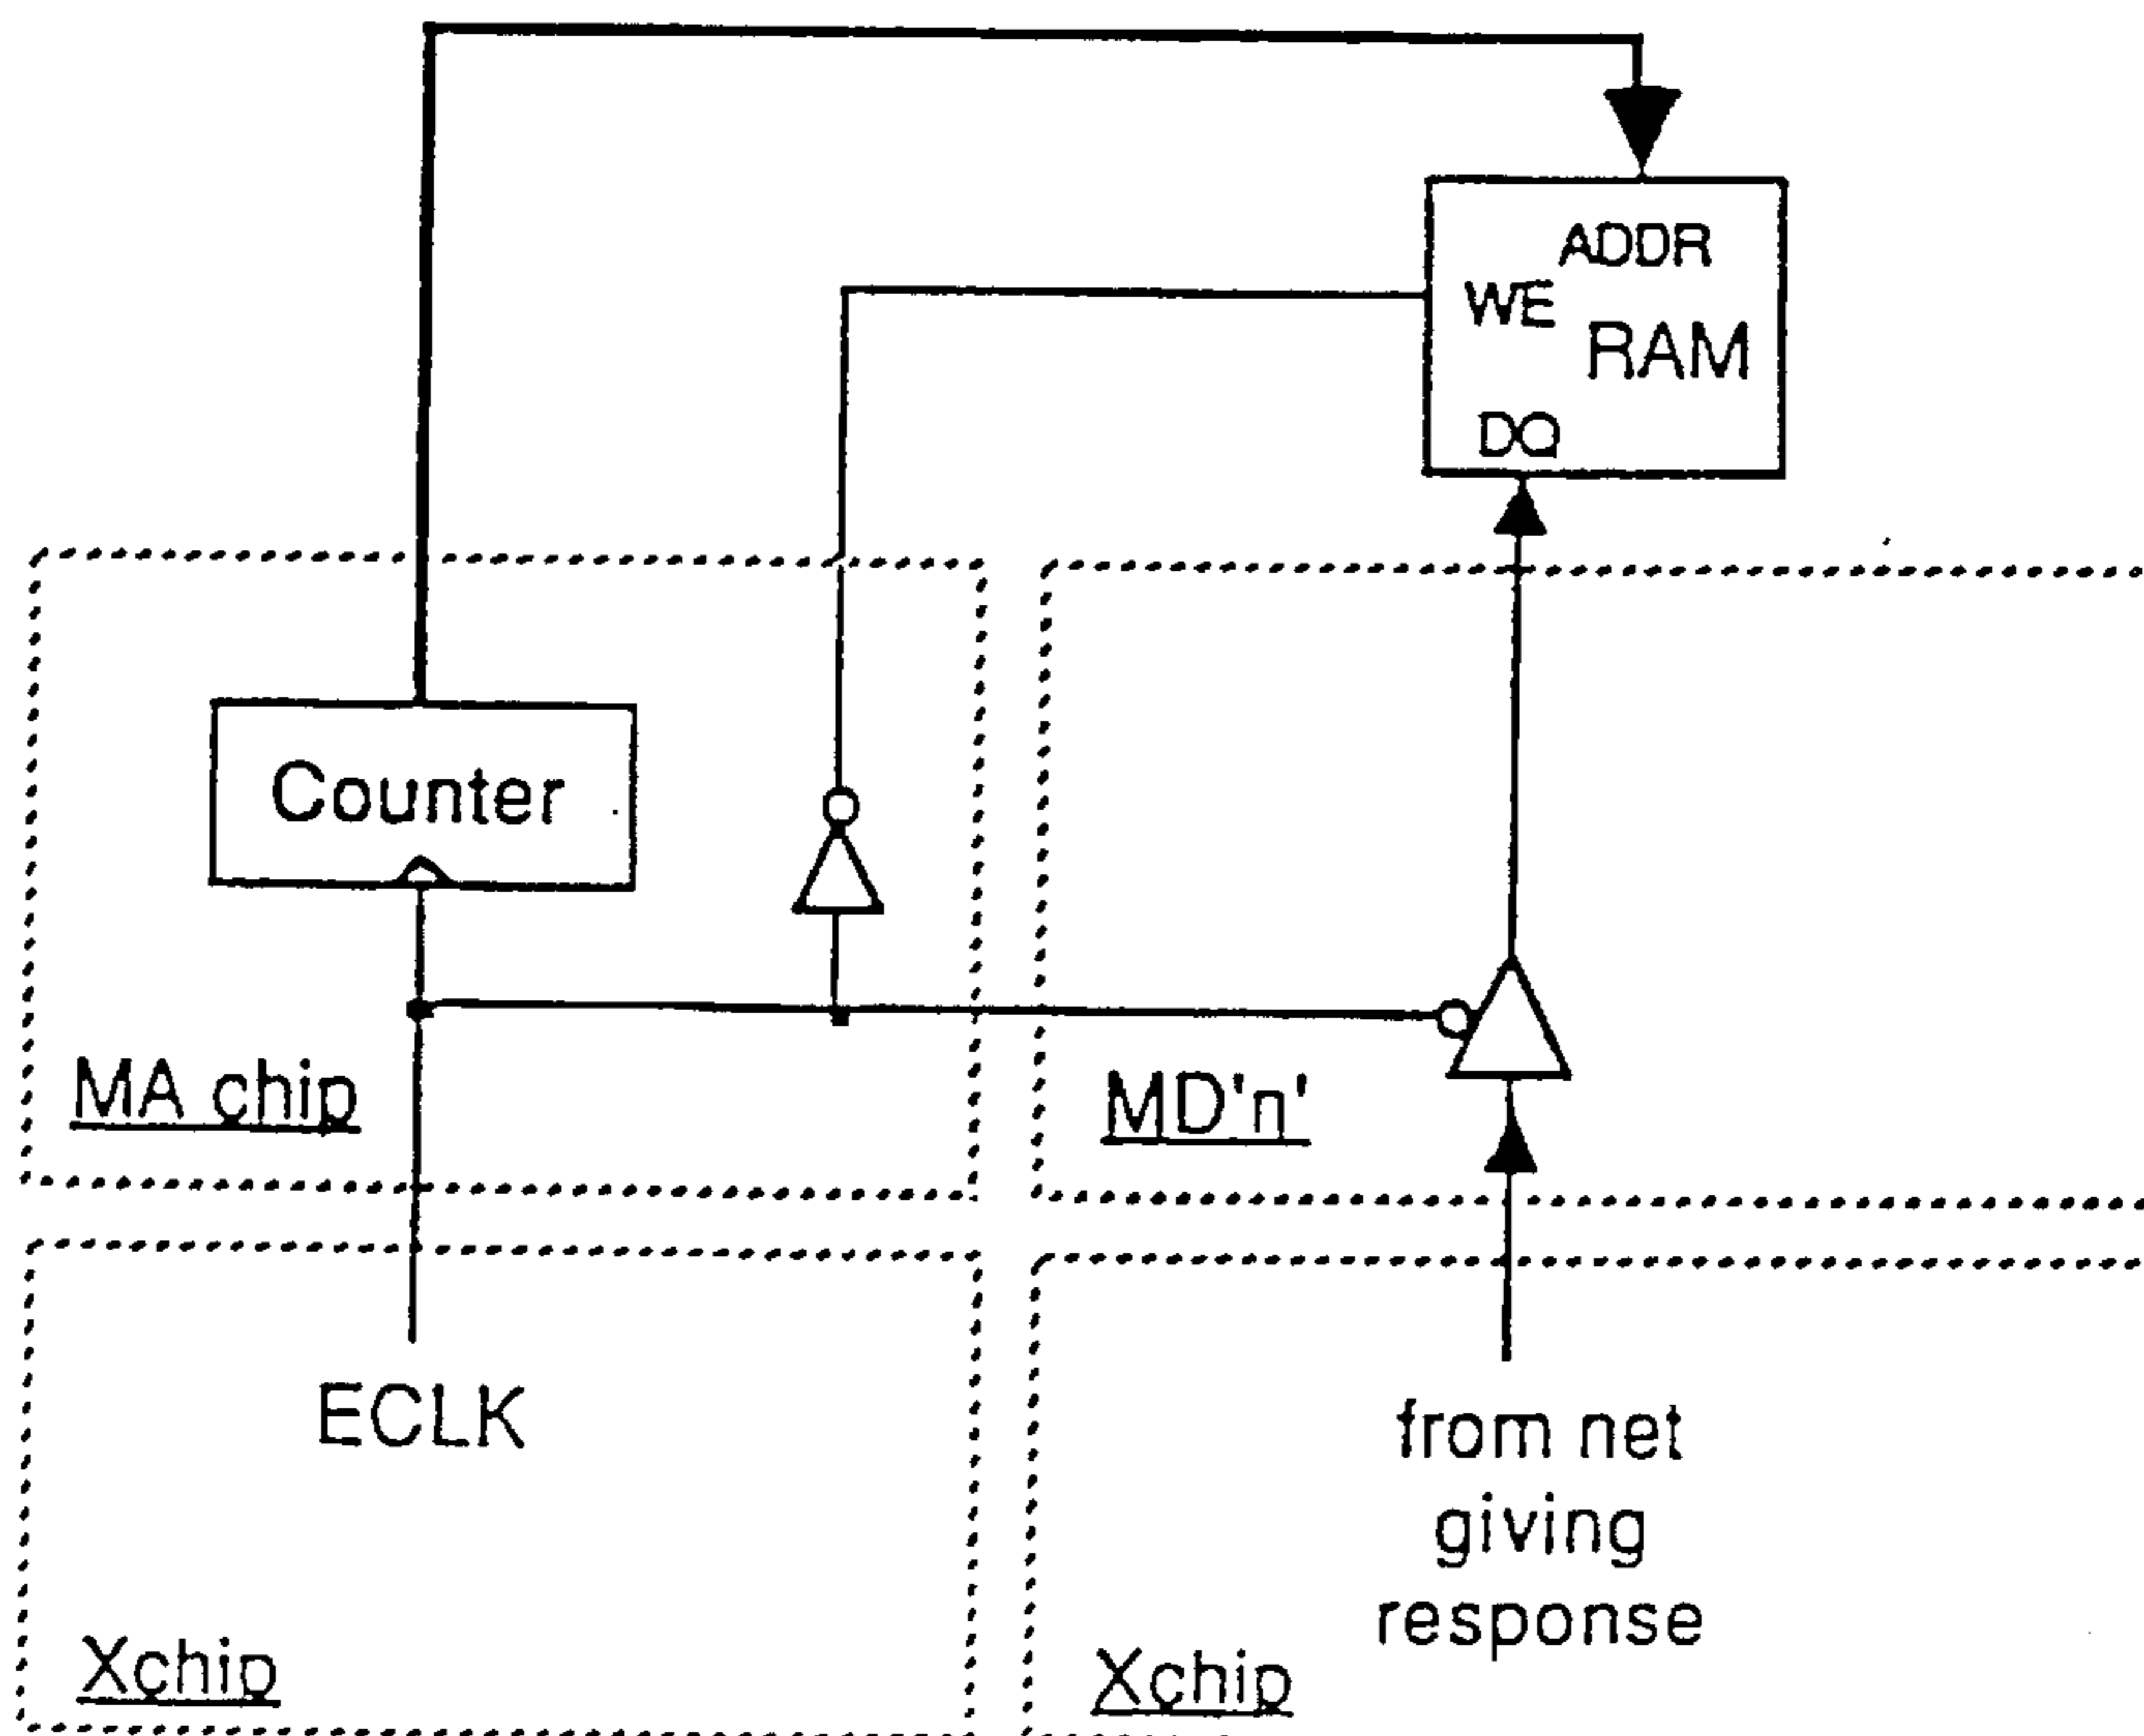 ADDR
WE
RAM
DQ
Counter
MA chip
MD'n'
ECLK
from net
giving
response
Xchip
Xchip